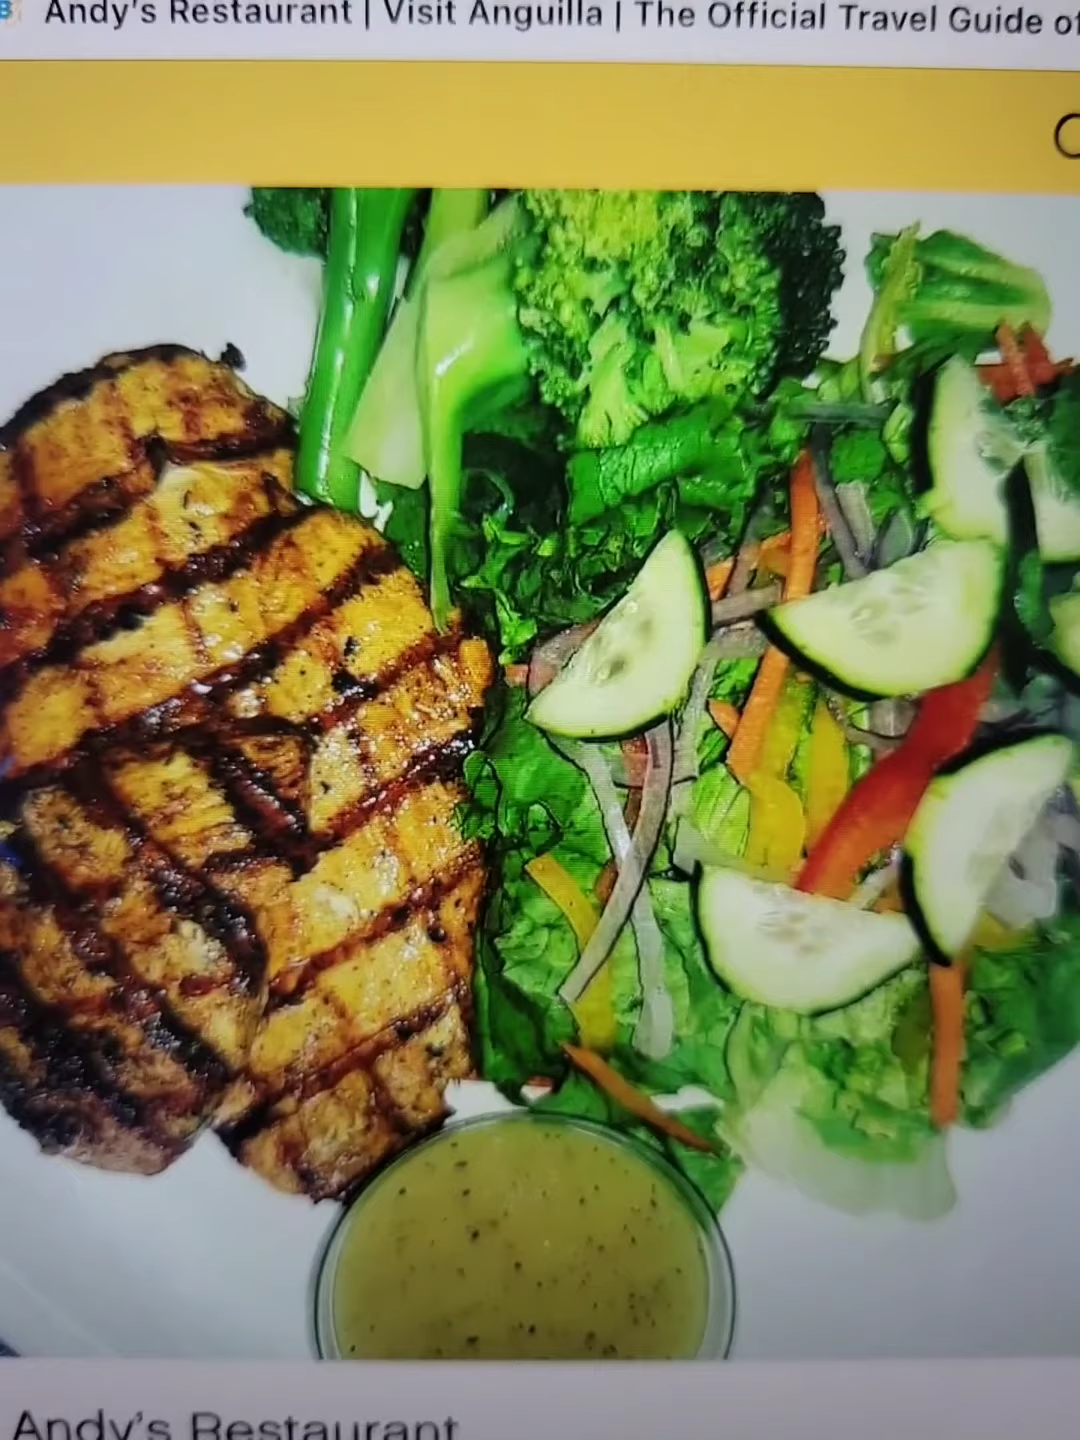 Andy's Restaurant | Visit Anguilla | The Official Travel Guide of
Andy's Restaurant